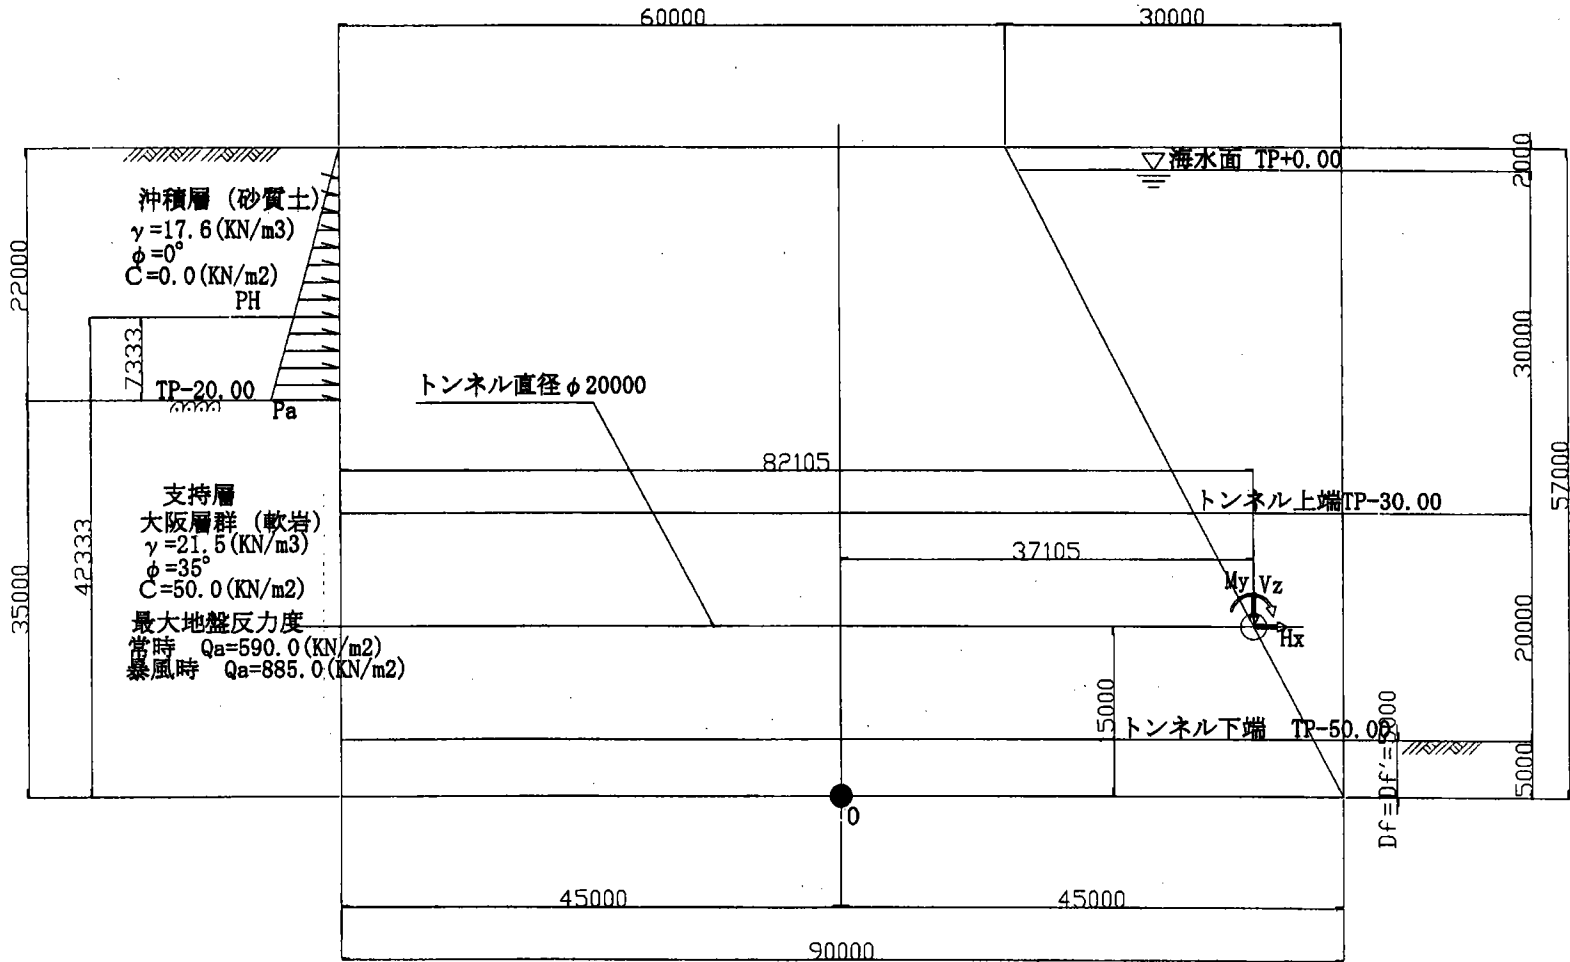 60000
30000
海水面 TP+0.00
2000
沖積層 (砂質土)
γ=17.6(KN/m3)
φ=0°
C=0.0(KN/m2)
PH
22000
7333
TP-20.00
Pa
トンネル直径φ20000
30000
57000
82105
支持層
大阪層群 (軟岩)
γ=21.5(KN/m3)
φ=35°
C=50.0(KN/m2)
最大地盤反力度
常時 Qa=590.0(KN/m2)
暴風時 Qa=885.0(KN/m2)
42333
35000
トンネル上端TP-30.00
37105
My Vz
Hx
20000
5000
トンネル下端 TP-50.00
Df=Df'=5000
5000
O
45000
45000
90000